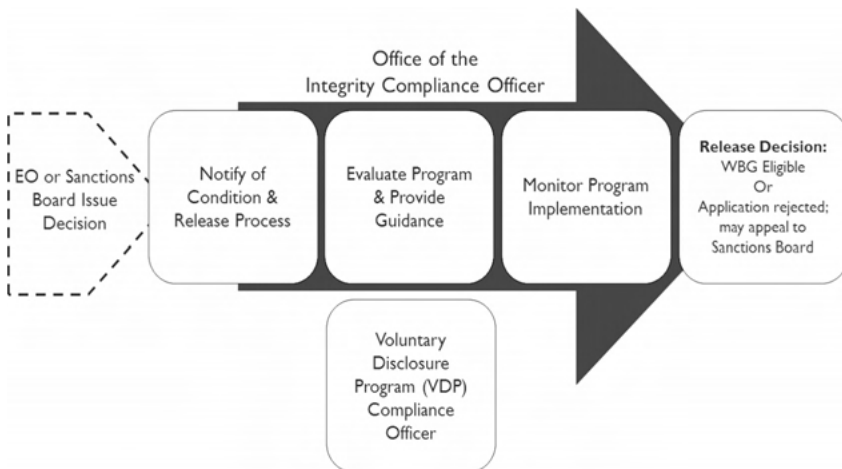 Office of the
Integrity Compliance Officer
EO or Sanctions
Board Issue
Decision
Notify of
Condition &
Release Process
Evaluate Program
& Provide
Guidance
Monitor Program
Implementation
Release Decision:
WBG Eligible
Or
Application rejected;
may appeal to
Sanctions Board
Voluntary
Disclosure
Program (VDP)
Compliance
Officer